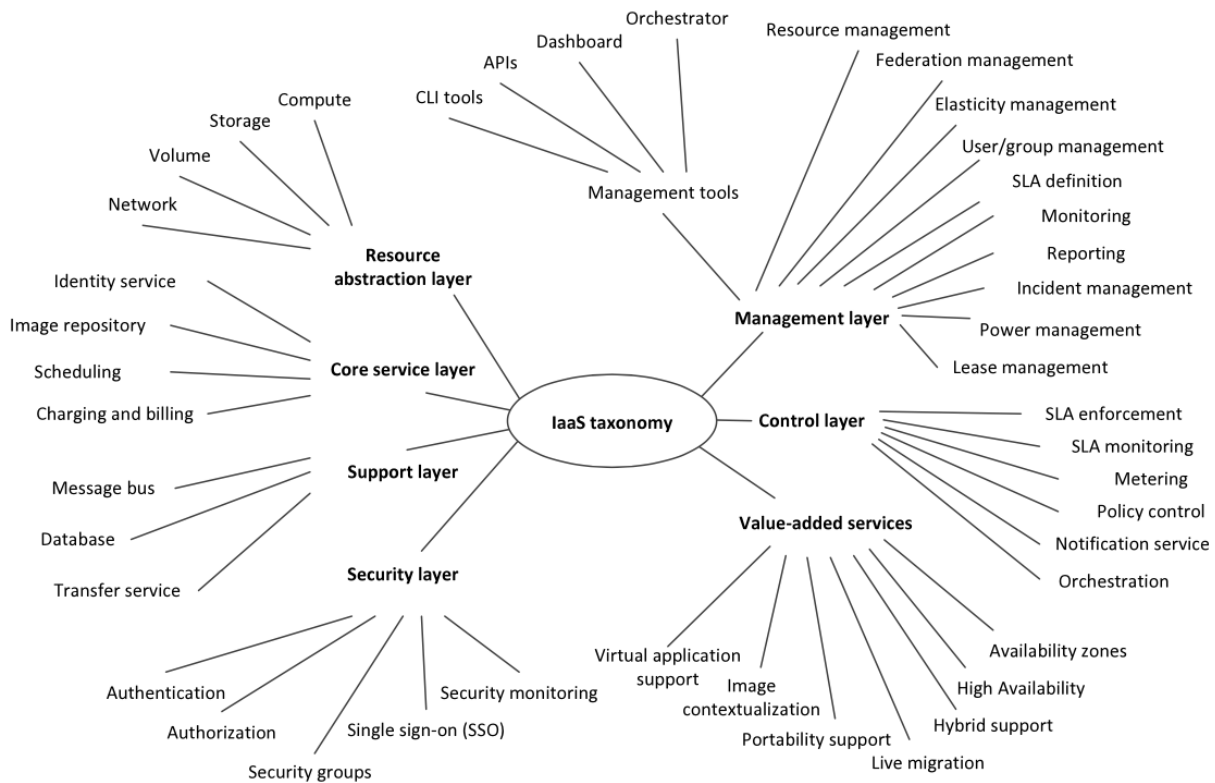 Orchestrator
Resource management
Dashboard
Federation management
APIs
CLI tools
Compute
Elasticity management
Storage
User/group management
Volume
SLA definition
Management tools
Network
Monitoring
Resource
abstraction layer
Reporting
Identity service
Incident management
Image repository
Management layer
Power management
Scheduling
Core service layer
Lease management
Charging and billing
IaaS taxonomy
Control layer
SLA enforcement
SLA monitoring
Support layer
Metering
Message bus
Policy control
Value-added services
Database
Notification service
Security layer
Orchestration
Transfer service
Virtual application
support
Availability zones
Image
contextualization
High Availability
Authentication
Security monitoring
Hybrid support
Authorization
Single sign-on (SSO)
Portability support
Live migration
Security groups